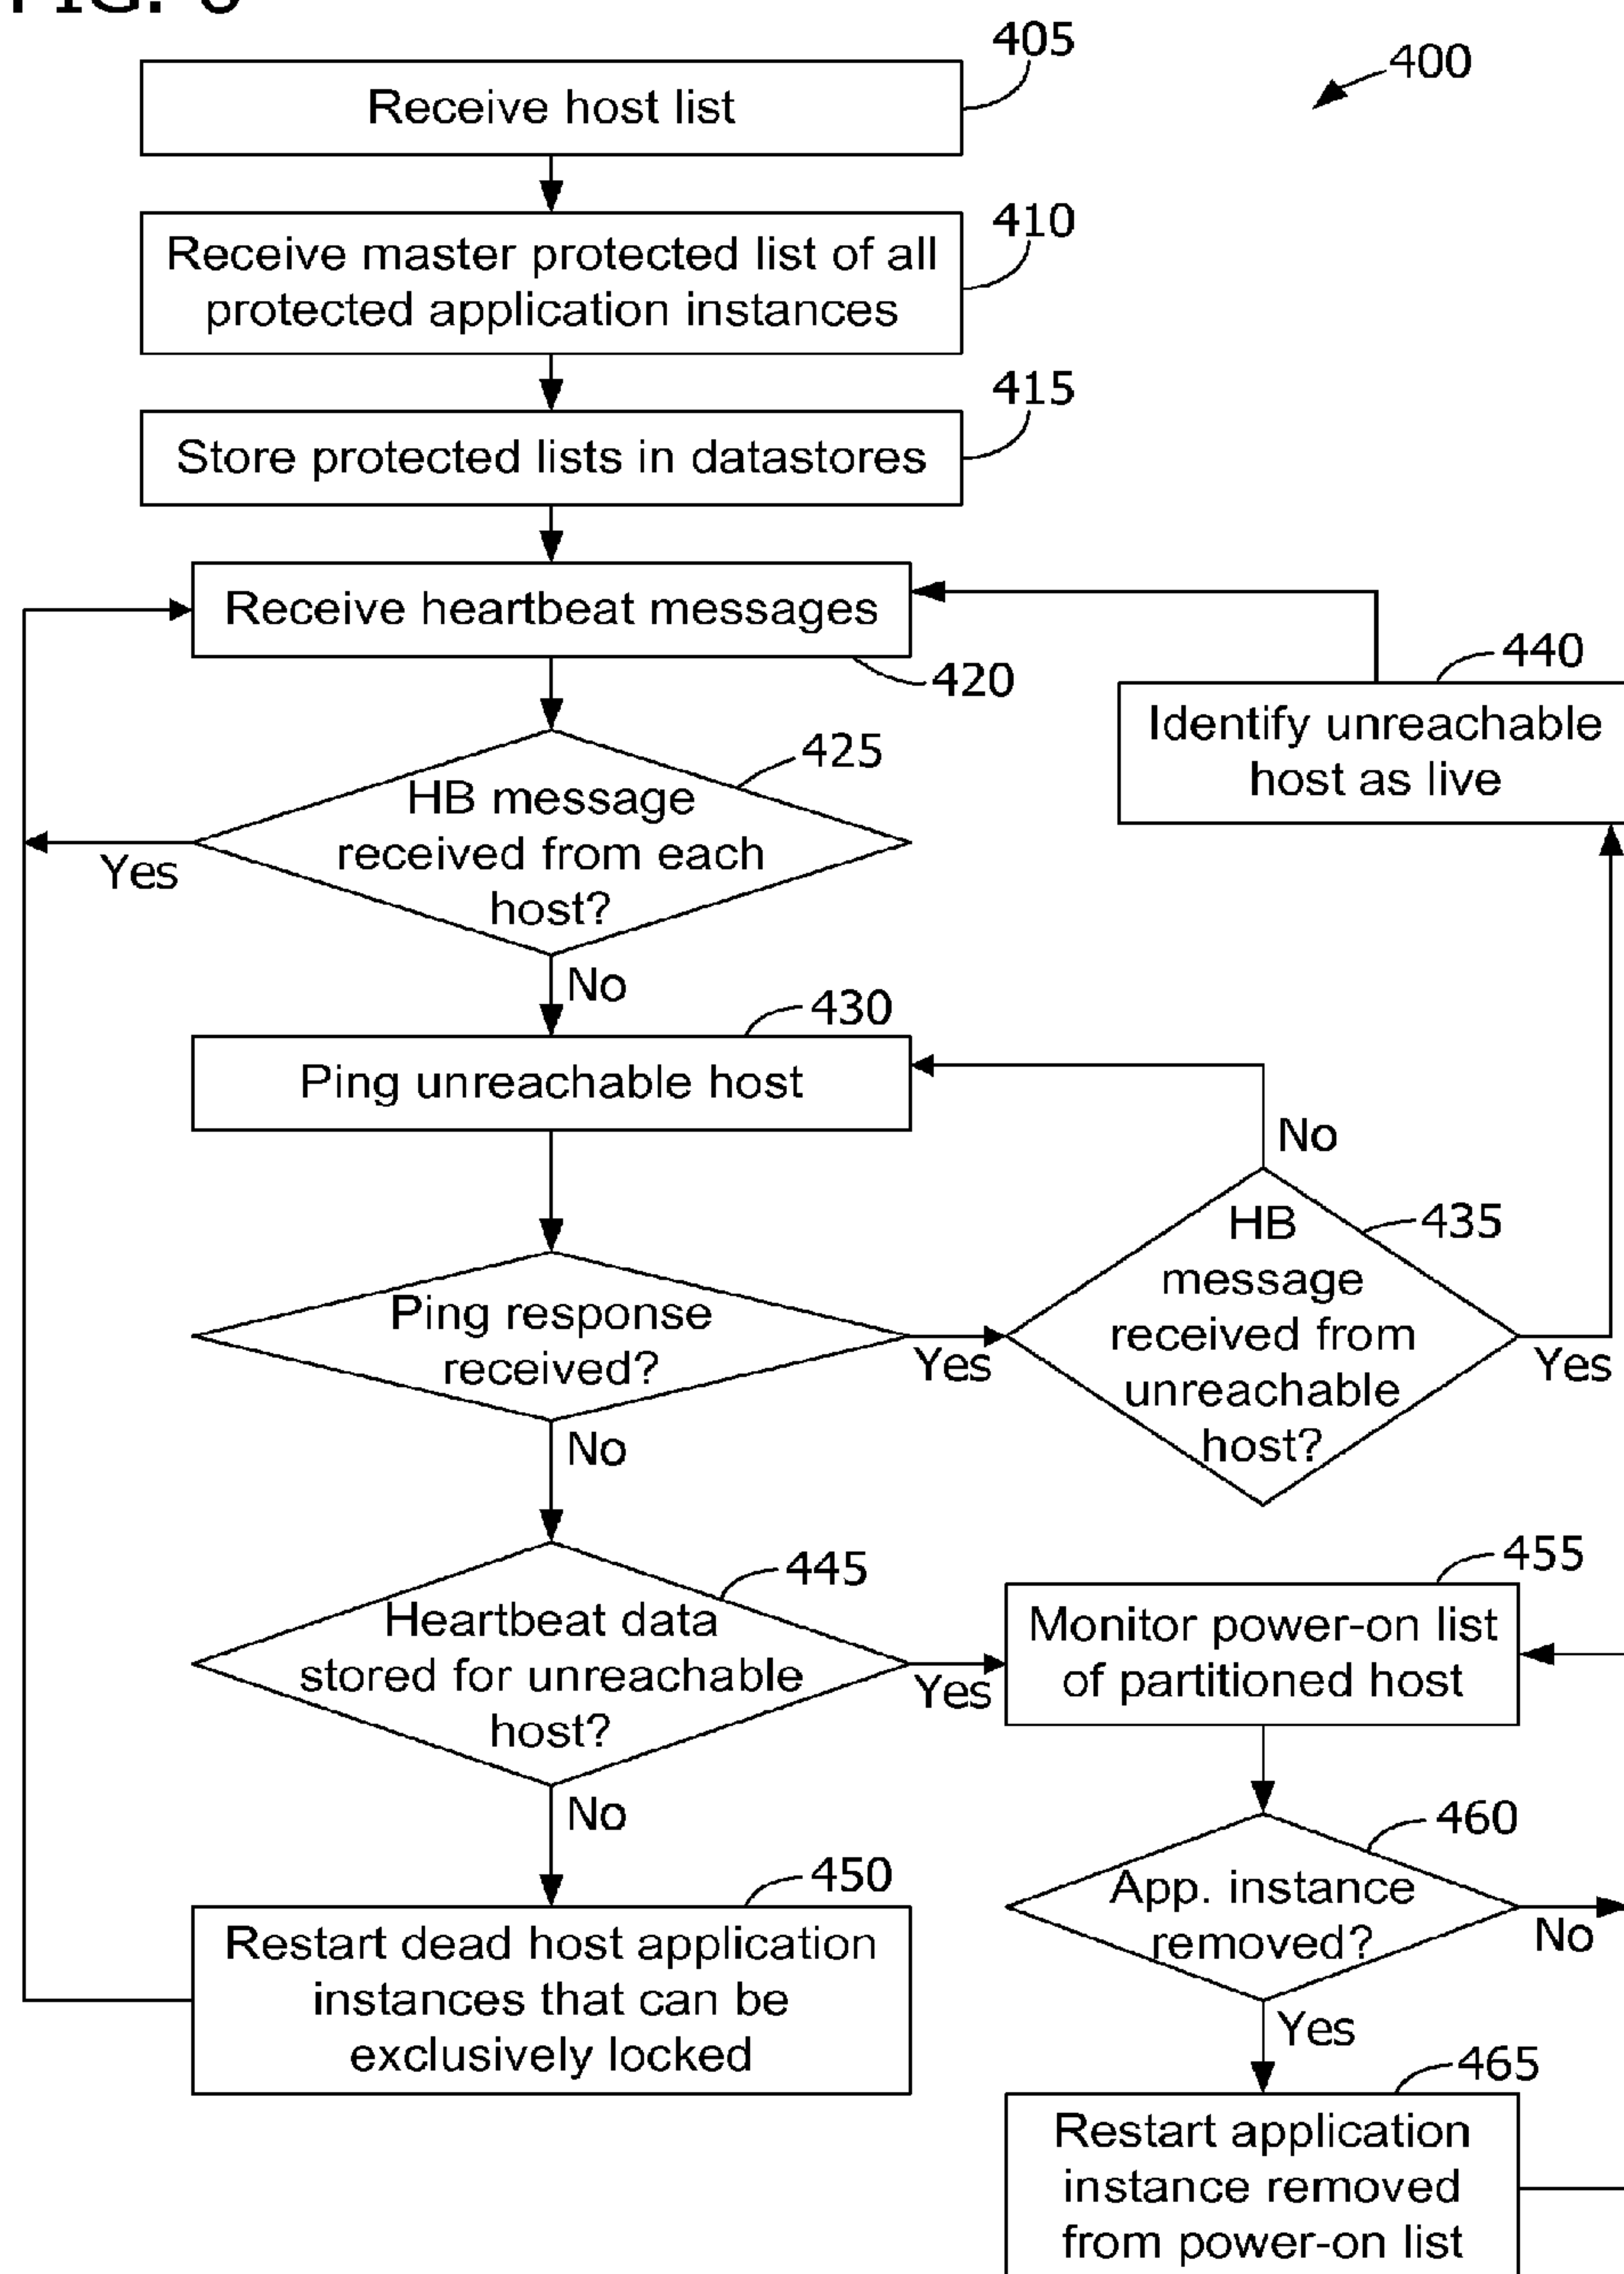 405
400
Receive host list
410
Receive master protected list of all
protected application instances
415
Store protected lists in datastores
Receive heartbeat messages
420
440
Identify unreachable
host as live
425
HB message
received from each
host?
Yes
No
430
Ping unreachable host
No
435
HB
message
received from
unreachable
host?
Yes
Ping response
received?
Yes
No
445
Heartbeat data
stored for unreachable
host?
Yes
455
Monitor power-on list
of partitioned host
No
460
App. instance
removed?
No
450
Restart dead host application
instances that can be
exclusively locked
Yes
465
Restart application
instance removed
from power-on list